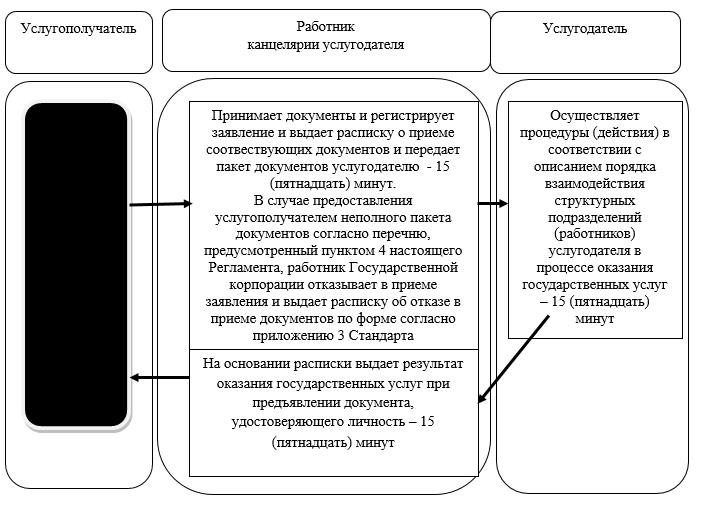 Услугополучатель
Работник
канцелярии услугодателя
Услугодатель
Принимает документы и регистрирует
заявление и выдает расписку о приеме
соотвествующих документов и передает
пакет документов услугодателю - 15
(пятнадцать) минут.
В случае предоставления
услугополучателем неполного пакета
документов согласно перечню,
предусмотренный пунктом 4 настоящего
Регламента, работник Государственной
корпорации отказывает в приеме
заявления и выдает расписку об отказе в
приеме документов по форме согласно
приложению 3 Стандарта
На основании расписки выдает результат
оказания государственных услуг при
предъявлении документа,
удостоверяющего личность – 15
(пятнадцать) минут
Осуществляет
процедуры (действия) в
соответствии с
описанием порядка
взаимодействия
структурных
подразделений
(работников)
услугодателя в
процессе оказания
государственных услуг
– 15 (пятнадцать)
минут